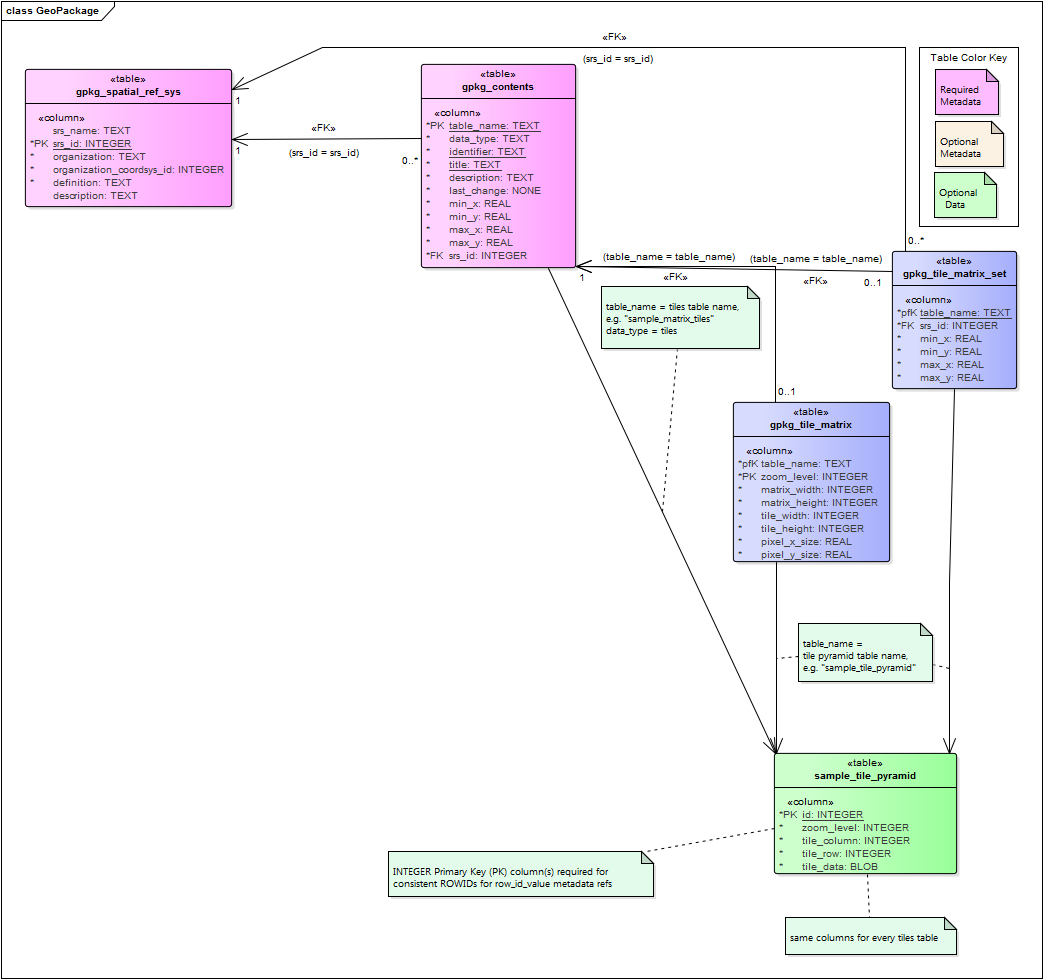 class GeoPackage
«FK»
(srs_id = srs_id)
Table Color Key
Required
Metadata
Optional
Metadata
Optional
Data
«table»
gpkg_spatial_ref_sys
«column»
srs_name: TEXT
*PK srs_id: INTEGER
* organization: TEXT
* organization_coordsys_id: INTEGER
* definition: TEXT
description: TEXT
1
1
«FK»
(srs_id = srs_id)
0..*
«table»
gpkg_contents
«column»
*PK table_name: TEXT
* data_type: TEXT
* identifier: TEXT
* title: TEXT
* description: TEXT
* last_change: NONE
* min_x: REAL
* min_y: REAL
* max_x: REAL
* max_y: REAL
*FK srs_id: INTEGER
0..*
(table_name = table_name)
(table_name = table_name)
1
«FK»
«FK»
0..1
«table»
gpkg_tile_matrix_set
«column»
*pfK table_name: TEXT
*FK srs_id: INTEGER
* min_x: REAL
* min_y: REAL
* max_x: REAL
* max_y: REAL
table_name = tiles table name,
e.g. "sample_matrix_tiles"
data_type = tiles
0..1
«table»
gpkg_tile_matrix
«column»
*pfK table_name: TEXT
*PK zoom_level: INTEGER
* matrix_width: INTEGER
* matrix_height: INTEGER
* tile_width: INTEGER
* tile_height: INTEGER
* pixel_x_size: REAL
* pixel_y_size: REAL
table_name =
tile pyramid table name,
e.g. "sample_tile_pyramid"
«table»
sample_tile_pyramid
«column»
*PK id: INTEGER
* zoom_level: INTEGER
* tile_column: INTEGER
* tile_row: INTEGER
* tile_data: BLOB
INTEGER Primary Key (PK) column(s) required for
consistent ROWIDs for row_id_value metadata refs
same columns for every tiles table